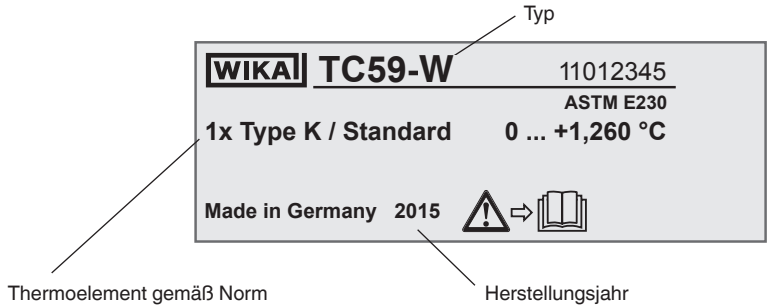 Typ
WIKA TC59-W 11012345
ASTM E230
1x Type K / Standard 0 ... +1,260 °C
Made in Germany 2015
Thermoelement gemäß Norm Herstellungsjahr